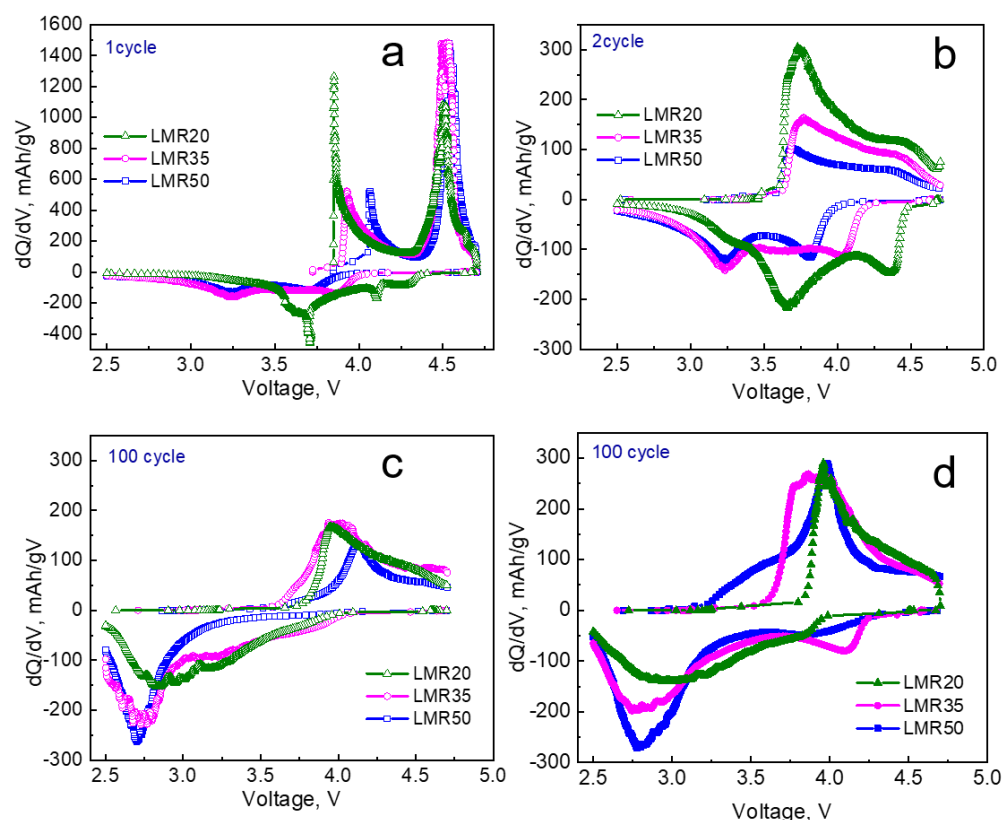 1cycle
a
LMR20
LMR35
LMR50
dQ/dV, mAh/gV
1600
1400
1200
1000
800
600
400
200
0
-200
-400
2.5 3.0 3.5 4.0 4.5
Voltage, V
2cycle
b
LMR20
LMR35
LMR50
dQ/dV, mAh/gV
300
200
100
0
-100
-200
-300
2.0 2.5 3.0 3.5 4.0 4.5 5.0
Voltage, V
100 cycle
c
LMR20
LMR35
LMR50
dQ/dV, mAh/gV
300
200
100
0
-100
-200
-300
2.5 3.0 3.5 4.0 4.5 5.0
Voltage, V
100 cycle
d
LMR20
LMR35
LMR50
dQ/dV, mAh/gV
300
200
100
0
-100
-200
-300
2.5 3.0 3.5 4.0 4.5 5.0
Voltage, V